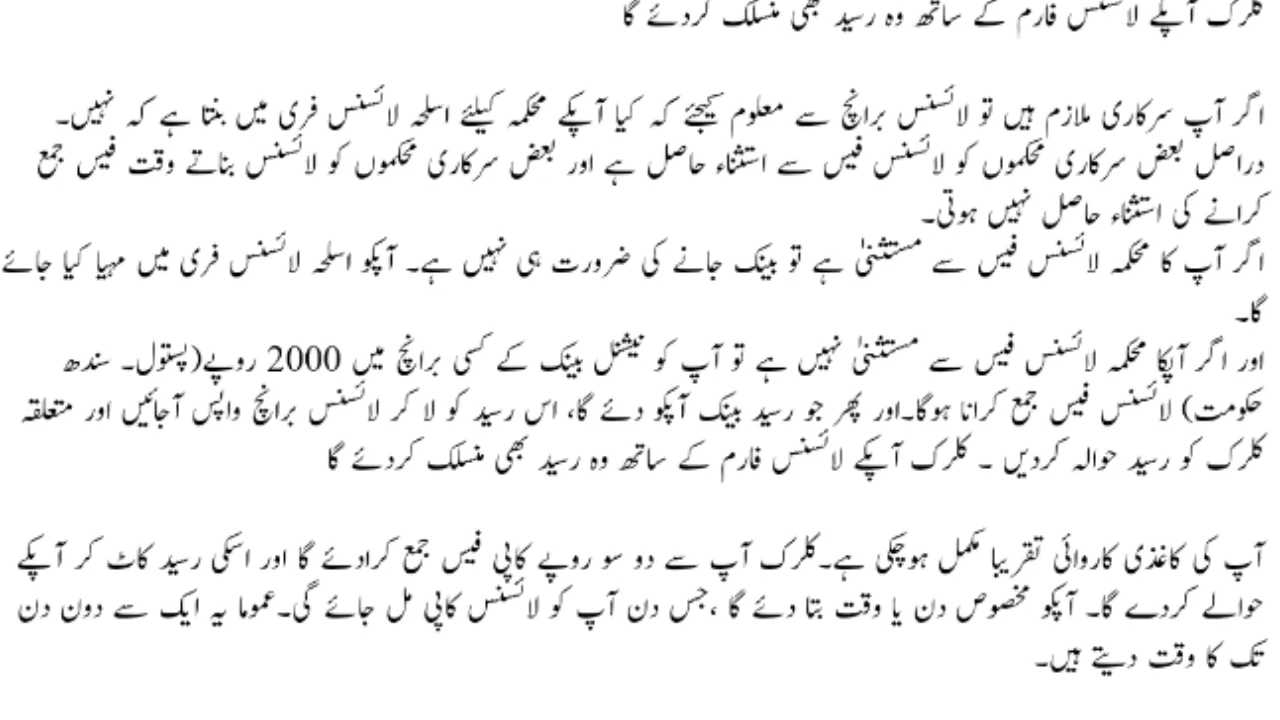 کلرک آپکے لائسنس فارم کے ساتھ وہ رسید بھی منسلک کردئے گا
اگر آپ سرکاری ملازم ہیں تو لائسنس برانچ سے معلوم کیجئے کہ کیا آپکے محکمہ کیلئے اسلحہ لائسنس فری میں بنتا ہے کہ نہیں۔
دراصل بعض سرکاری محکموں کو لائسنس فیس سے استثناء حاصل ہے اور بعض سرکاری محکموں کو لائسنس بناتے وقت فیس جمع
کرانے کی استثناء حاصل نہیں ہوتی۔
اگر آپ کا محکمہ لائسنس فیس سے مستثنیٰ ہے تو بینک جانے کی ضرورت ہی نہیں ہے۔ آپکو اسلحہ لائسنس فری میں مہیا کیا جائے
گا۔
اور اگر آپکا محکمہ لائسنس فیس سے مستثنیٰ نہیں ہے تو آپ کو نیشنل بینک کے کسی برانچ میں 2000 روپے(پستول۔ سندھ
حکومت) لائسنس فیس جمع کرانا ہوگا۔اور پھر جو رسید بینک آپکو دئے گا، اس رسید کو لا کر لائسنس برانچ واپس آجائیں اور متعلقہ
کلرک کو رسید حوالہ کردیں ۔ کلرک آپکے لائسنس فارم کے ساتھ وہ رسید بھی منسلک کردئے گا
آپ کی کاغذی کاروائی تقریبا مکمل ہوچکی ہے۔کلرک آپ سے دو سو روپے کاپی فیس جمع کرادئے گا اور اسکی رسید کاٹ کر آپکے
حوالے کردے گا۔ آپکو مخصوص دن یا وقت بتا دئے گا ،جس دن آپ کو لائسنس کاپی مل جائے گی۔عموما یہ ایک سے دون دن
تک کا وقت دیتے ہیں۔